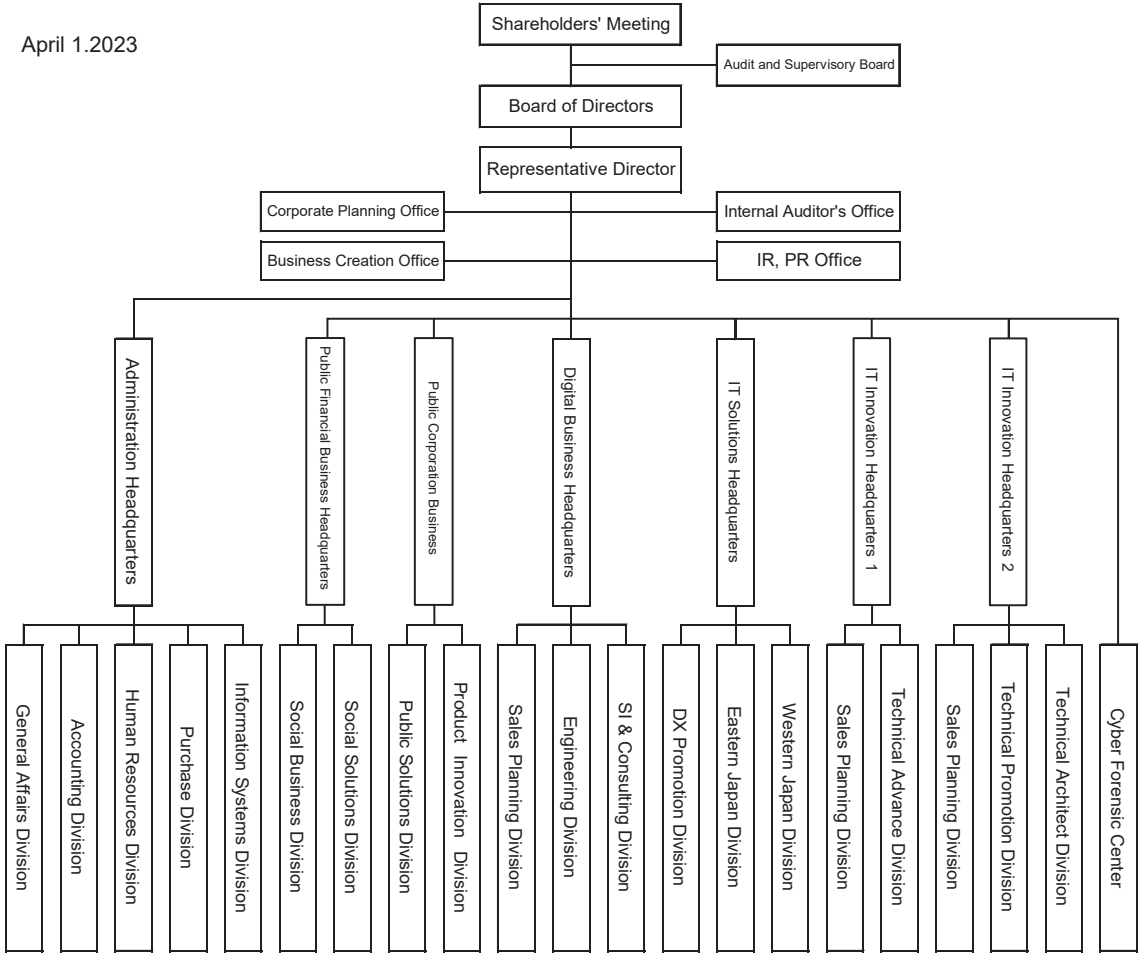 April 1.2023
Shareholders' Meeting
Audit and Supervisory Board
Board of Directors
Representative Director
Corporate Planning Office
Internal Auditor's Office
Business Creation Office
IR, PR Office
Administration Headquarters
Public Financial Business Headquarters
Public Corporation Business
Digital Business Headquarters
IT Solutions Headquarters
IT Innovation Headquarters 1
IT Innovation Headquarters 2
General Affairs Division
Accounting Division
Human Resources Division
Purchase Division
Information Systems Division
Social Business Division
Social Solutions Division
Public Solutions Division
Product Innovation Division
Sales Planning Division
Engineering Division
SI & Consulting Division
DX Promotion Division
Eastern Japan Division
Western Japan Division
Sales Planning Division
Technical Advance Division
Sales Planning Division
Technical Promotion Division
Technical Architect Division
Cyber Forensic Center